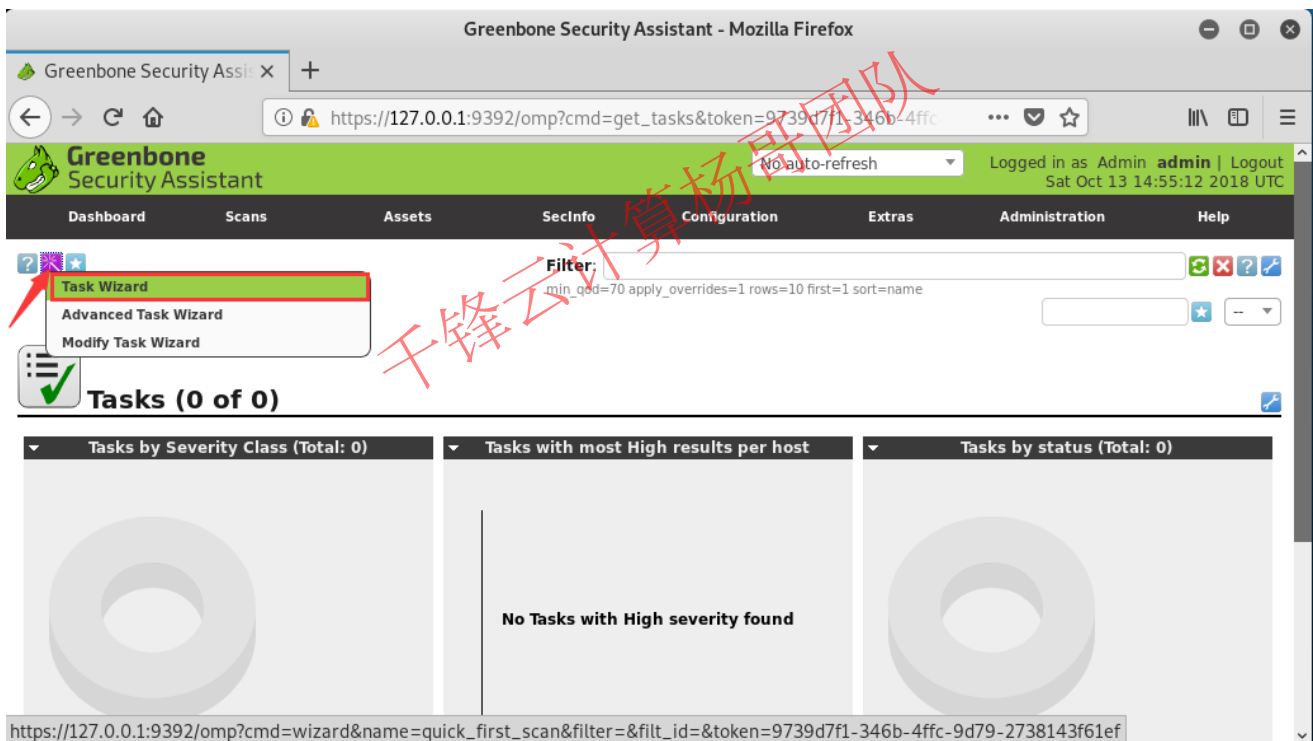 Greenbone Security Assistant - Mozilla Firefox
Greenbone Security Assis
https://127.0.0.1:9392/omp?cmd=get_tasks&token=9739d7f1-346b-4ffc
Greenbone
Security Assistant
No auto-refresh
Logged in as Admin admin | Logout
Sat Oct 13 14:55:12 2018 UTC
Dashboard Scans Assets SecInfo Configuration Extras Administration Help
Filter:
min_qod=70 apply_overrides=1 rows=10 first=1 sort=name
--
Task Wizard
Advanced Task Wizard
Modify Task Wizard
Tasks (0 of 0)
Tasks by Severity Class (Total: 0)
Tasks with most High results per host
Tasks by status (Total: 0)
No Tasks with High severity found
https://127.0.0.1:9392/omp?cmd=wizard&name=quick_first_scan&filter=&filt_id=&token=9739d7f1-346b-4ffc-9d79-2738143f61ef
千锋云计算杨哥团队